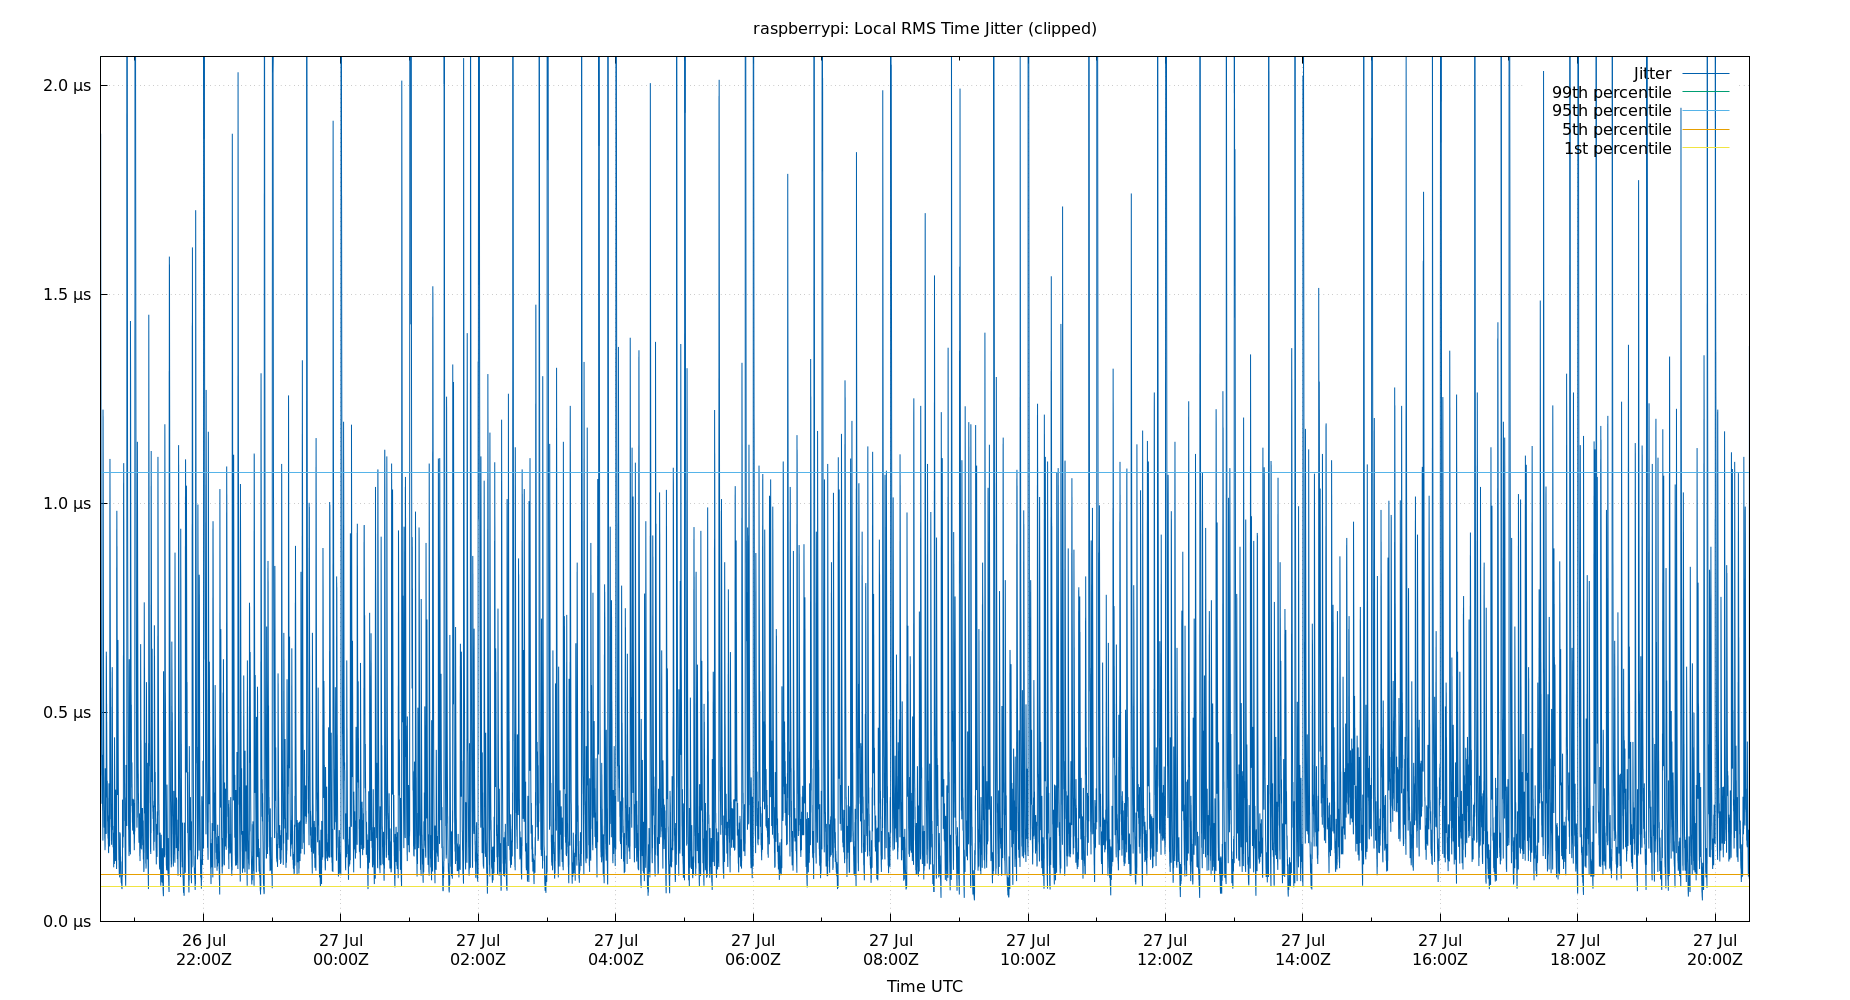 raspberrypi: Local RMS Time Jitter (clipped)
2.0 µs
1.5 µs
1.0 µs
0.5 µs
0.0 µs
Jitter
99th percentile
95th percentile
5th percentile
1st percentile
26 Jul
22:00Z
27 Jul
00:00Z
27 Jul
02:00Z
27 Jul
04:00Z
27 Jul
06:00Z
27 Jul
08:00Z
27 Jul
10:00Z
27 Jul
12:00Z
27 Jul
14:00Z
27 Jul
16:00Z
27 Jul
18:00Z
27 Jul
20:00Z
Time UTC